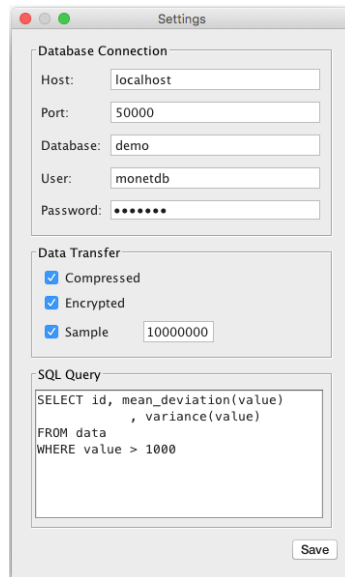 Settings
Database Connection
Host: localhost
Port: 50000
Database: demo
User: monetdb
Password: •••••••
Data Transfer
Compressed
Encrypted
Sample 10000000
SQL Query
SELECT id, mean_deviation(value)
, variance(value)
FROM data
WHERE value > 1000
Save